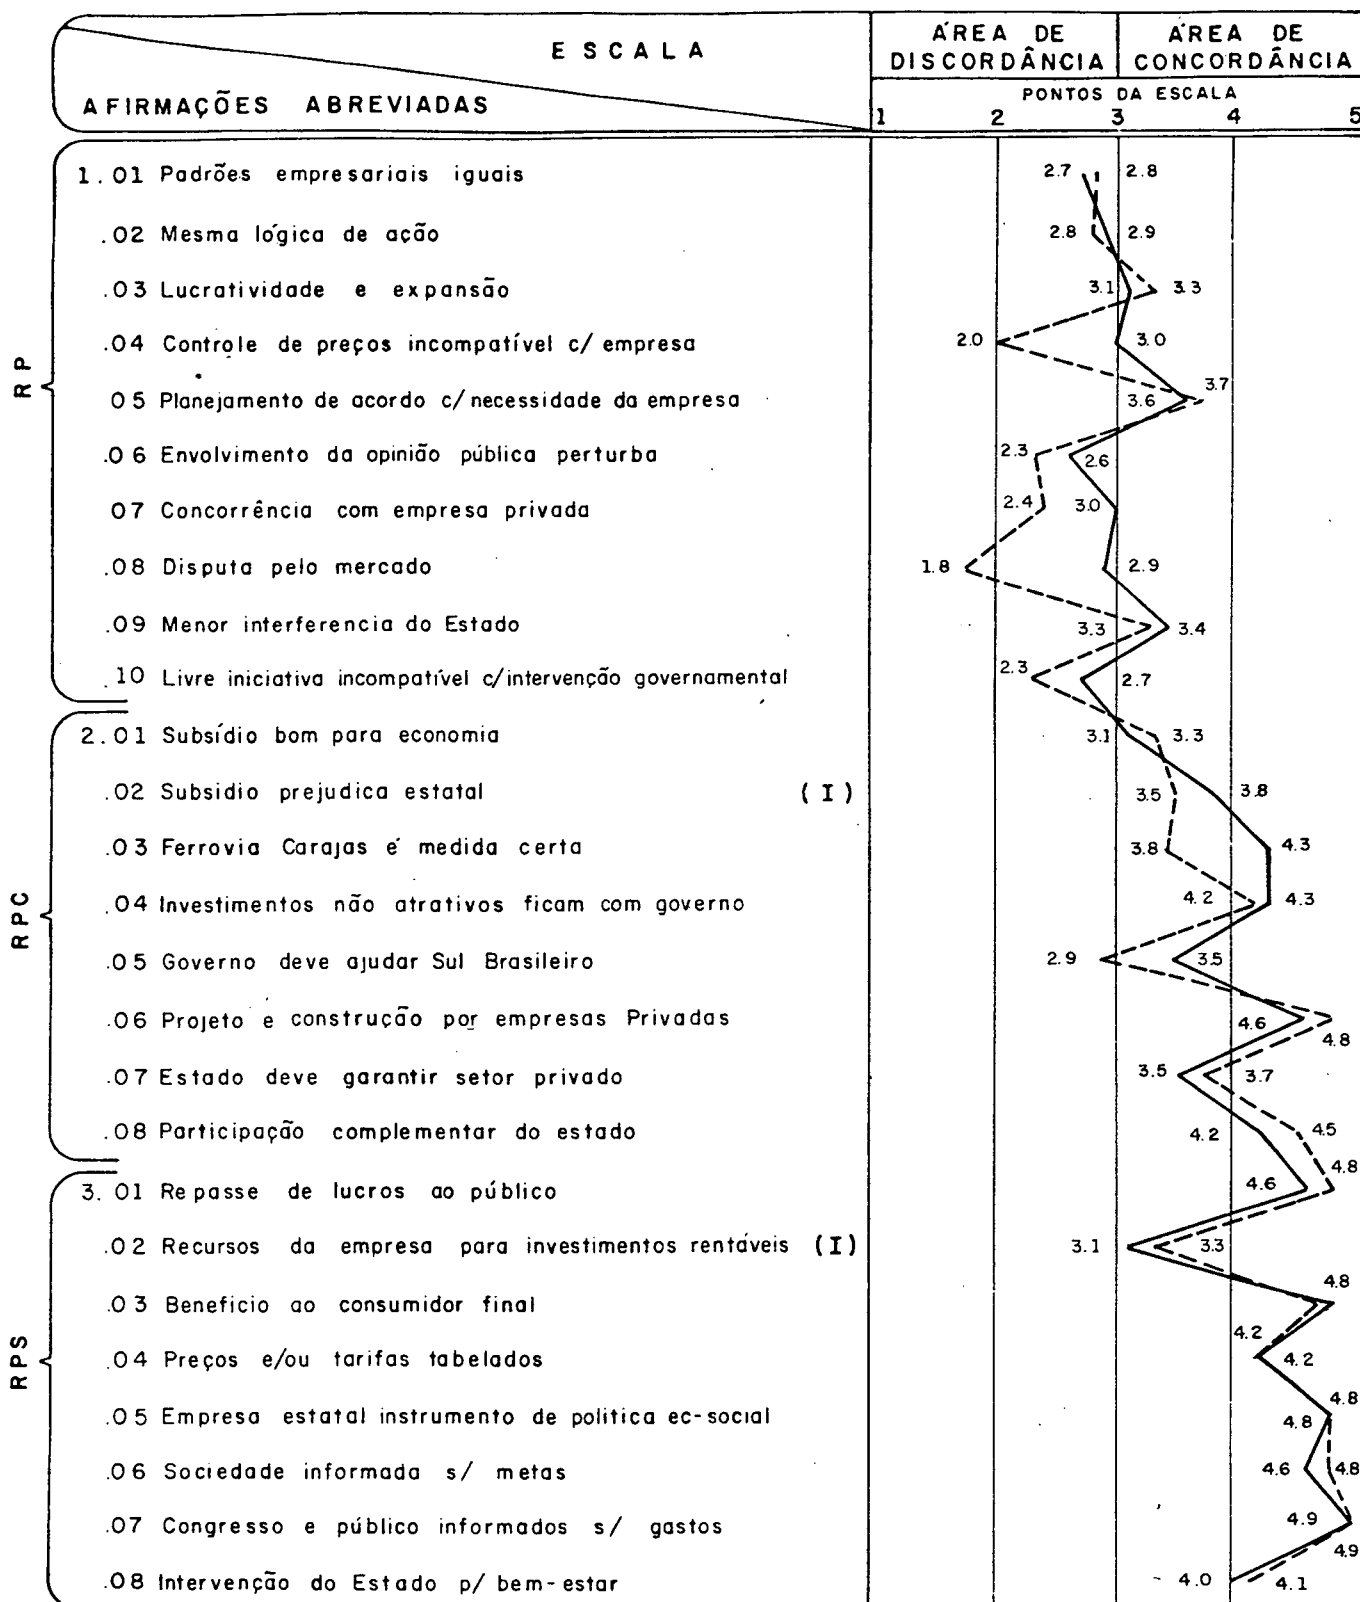 ESCALA
AFIRMAÇÕES ABREVIADAS
ÁREA DE DISCORDÂNCIA
ÁREA DE CONCORDÂNCIA
PONTOS DA ESCALA
1 2 3 4 5
RP
1.01 Padrões empresariais iguais 2.7 2.8
.02 Mesma lógica de ação 2.8 2.9
.03 Lucratividade e expansão 3.1 3.3
.04 Controle de preços incompatível c/ empresa 2.0 3.0
05 Planejamento de acordo c/ necessidade da empresa 3.6 3.7
.06 Envolvimento da opinião pública perturba 2.3 2.6
07 Concorrência com empresa privada 2.4 3.0
.08 Disputa pelo mercado 1.8 2.9
.09 Menor interferencia do Estado 3.3 3.4
.10 Livre iniciativa incompatível c/intervenção governamental 2.3 2.7
RPC
2.01 Subsídio bom para economia 3.1 3.3
.02 Subsidio prejudica estatal (I) 3.5 3.8
.03 Ferrovia Carajas é medida certa 3.8 4.3
.04 Investimentos não atrativos ficam com governo 4.2 4.3
.05 Governo deve ajudar Sul Brasileiro 2.9 3.5
.06 Projeto e construção por empresas Privadas 4.6 4.8
.07 Estado deve garantir setor privado 3.5 3.7
.08 Participação complementar do estado 4.2 4.5
RPS
3.01 Repasse de lucros ao público 4.6 4.8
.02 Recursos da empresa para investimentos rentáveis (I) 3.1 3.3
.03 Beneficio ao consumidor final 4.2 4.8
.04 Preços e/ou tarifas tabelados 4.2
.05 Empresa estatal instrumento de politica ec-social 4.8 4.8
.06 Sociedade informada s/ metas 4.6 4.8
.07 Congresso e público informados s/ gastos 4.9 4.9
.08 Intervenção do Estado p/ bem-estar 4.0 4.1